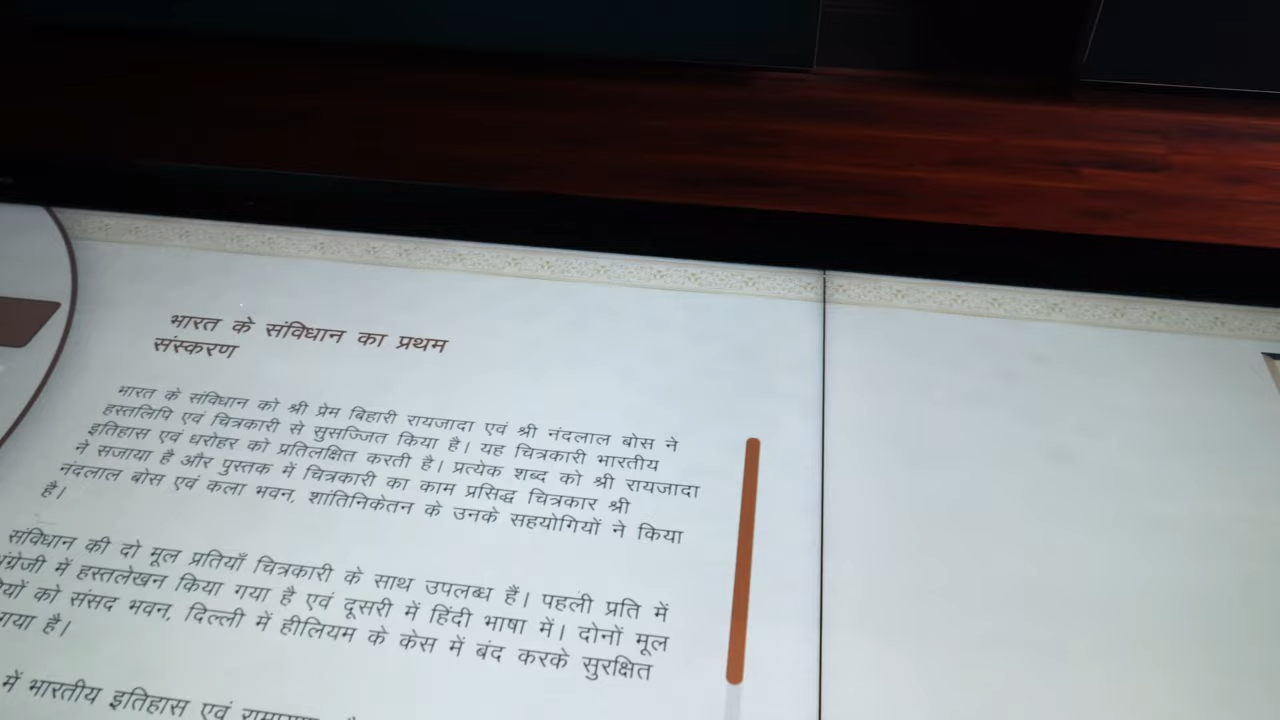 भारत के संविधान का प्रथम
संस्करण
भारत के संविधान को श्री प्रेम बिहारी रायजादा एवं श्री नंदलाल बोस ने
हस्तलिपि एवं चित्रकारी से सुसज्जित किया है। यह चित्रकारी भारतीय
इतिहास एवं धरोहर को प्रतिलक्षित करती है। प्रत्येक शब्द को श्री रायजादा
ने सजाया है और पुस्तक में चित्रकारी का काम प्रसिद्ध चित्रकार श्री
नंदलाल बोस एवं कला भवन, शांतिनिकेतन के उनके सहयोगियों ने किया
है।
संविधान की दो मूल प्रतियाँ चित्रकारी के साथ उपलब्ध हैं। पहली प्रति में
में हस्तलेखन किया गया है एवं दूसरी में हिंदी भाषा में। दोनों मूल
को संसद भवन, दिल्ली में हीलियम के केस में बंद करके सुरक्षित
गया है।
में भारतीय इतिहास एवं